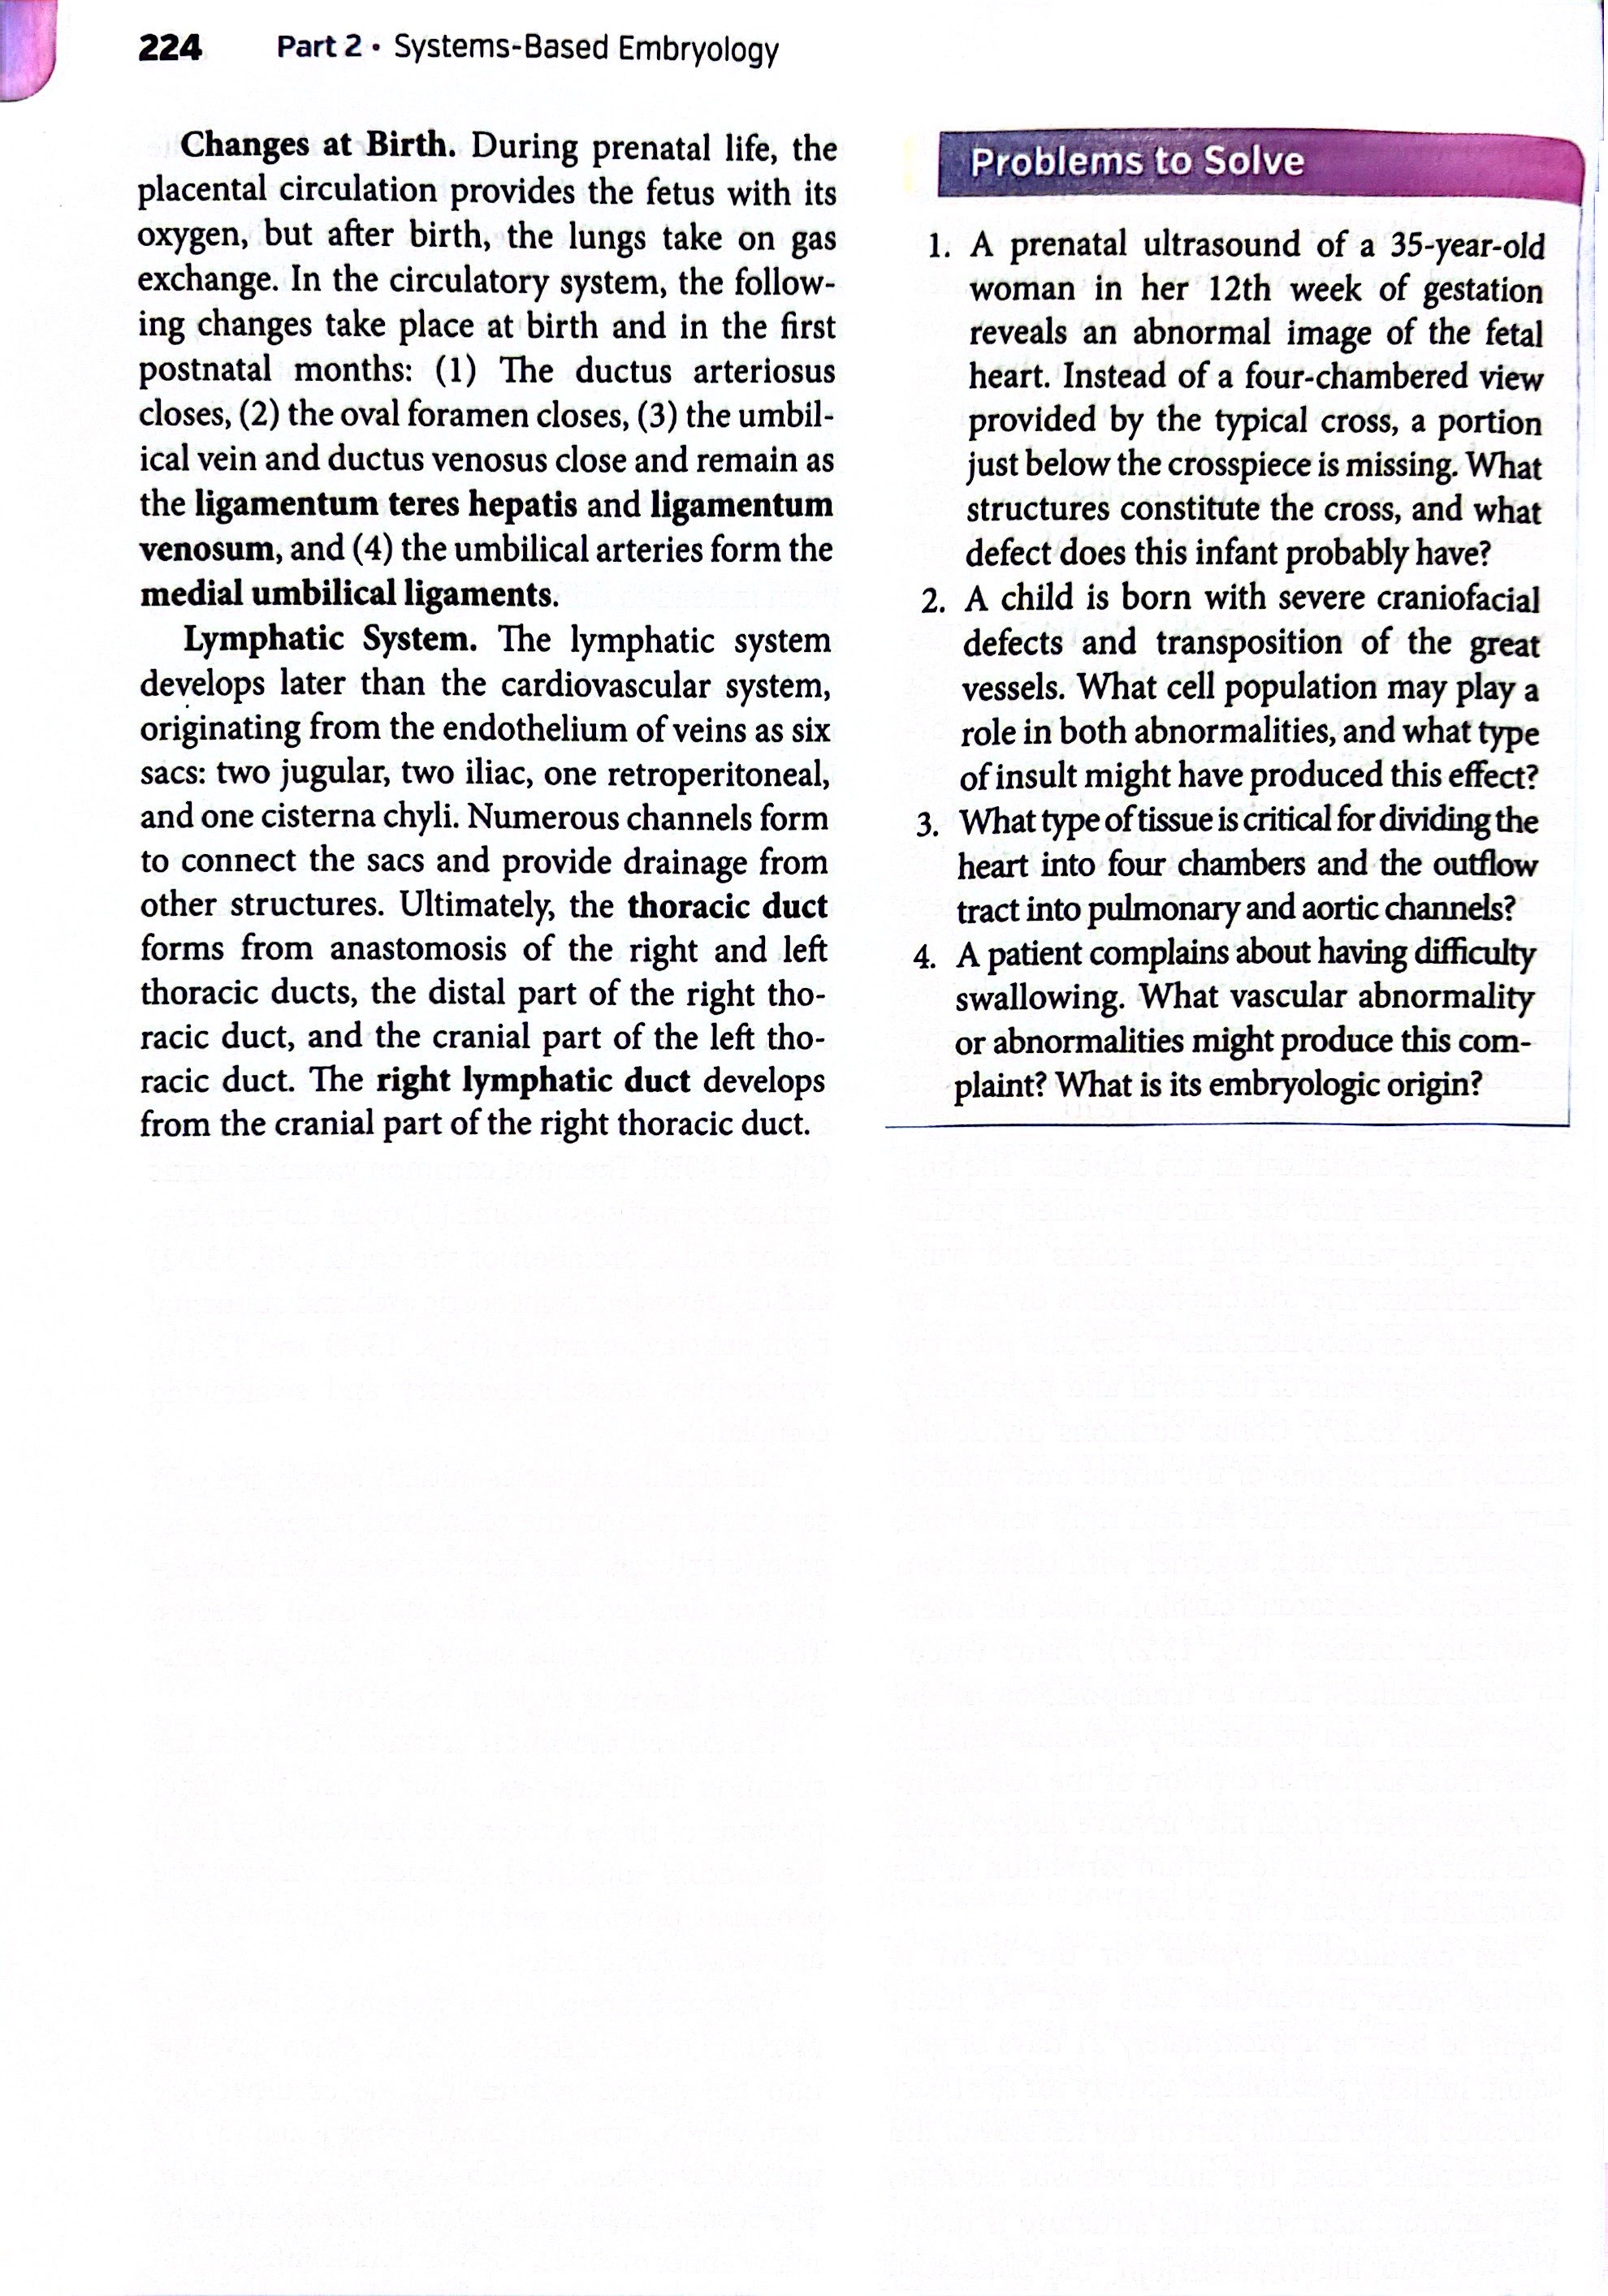 224 Part 2 • Systems-Based Embryology
Changes at Birth. During prenatal life, the
placental circulation provides the fetus with its
oxygen, but after birth, the lungs take on gas
exchange. In the circulatory system, the follow-
ing changes take place at birth and in the first
postnatal months: (1) The ductus arteriosus
closes, (2) the oval foramen closes, (3) the umbil-
ical vein and ductus venosus close and remain as
the ligamentum teres hepatis and ligamentum
venosum, and (4) the umbilical arteries form the
medial umbilical ligaments.
Lymphatic System. The lymphatic system
develops later than the cardiovascular system,
originating from the endothelium of veins as six
sacs: two jugular, two iliac, one retroperitoneal,
and one cisterna chyli. Numerous channels form
to connect the sacs and provide drainage from
other structures. Ultimately, the thoracic duct
forms from anastomosis of the right and left
thoracic ducts, the distal part of the right tho-
racic duct, and the cranial part of the left tho-
racic duct. The right lymphatic duct develops
from the cranial part of the right thoracic duct.
Problems to Solve
1. A prenatal ultrasound of a 35-year-old
woman in her 12th week of gestation
reveals an abnormal image of the fetal
heart. Instead of a four-chambered view
provided by the typical cross, a portion
just below the crosspiece is missing. What
structures constitute the cross, and what
defect does this infant probably have?
2. A child is born with severe craniofacial
defects and transposition of the great
vessels. What cell population may play a
role in both abnormalities, and what type
of insult might have produced this effect?
3. What type of tissue is critical for dividing the
heart into four chambers and the outflow
tract into pulmonary and aortic channels?
4. A patient complains about having difficulty
swallowing. What vascular abnormality
or abnormalities might produce this com-
plaint? What is its embryologic origin?